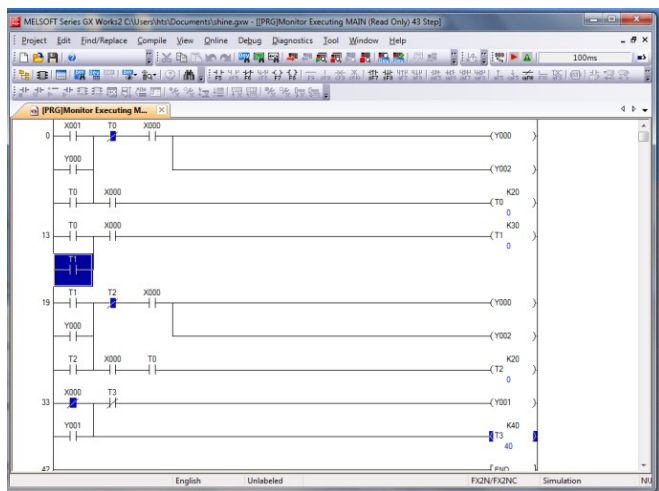 MELSOFT Series GX Works2 C:\Users\hts\Documents\shine.gxw - [[PRG]Monitor Executing MAIN (Read Only) 43 Step]
Project Edit Find/Replace Compile View Online Debug Diagnostics Tool Window Help
100ms
[PRG]Monitor Executing M...
X001 T0 X000
0 (Y000 )
Y000
(Y002 )
T0 X000 K20
(T0 )
0
T0 X000 K30
13 (T1 )
0
T1
T1 T2 X000
19 (Y000 )
Y000
(Y002 )
T2 X000 T0 K20
(T2 )
0
X000 T3
33 (Y001 )
Y001 K40
(T3 )
40
42 [END ]
English Unlabeled FX2N/FX2NC Simulation NU